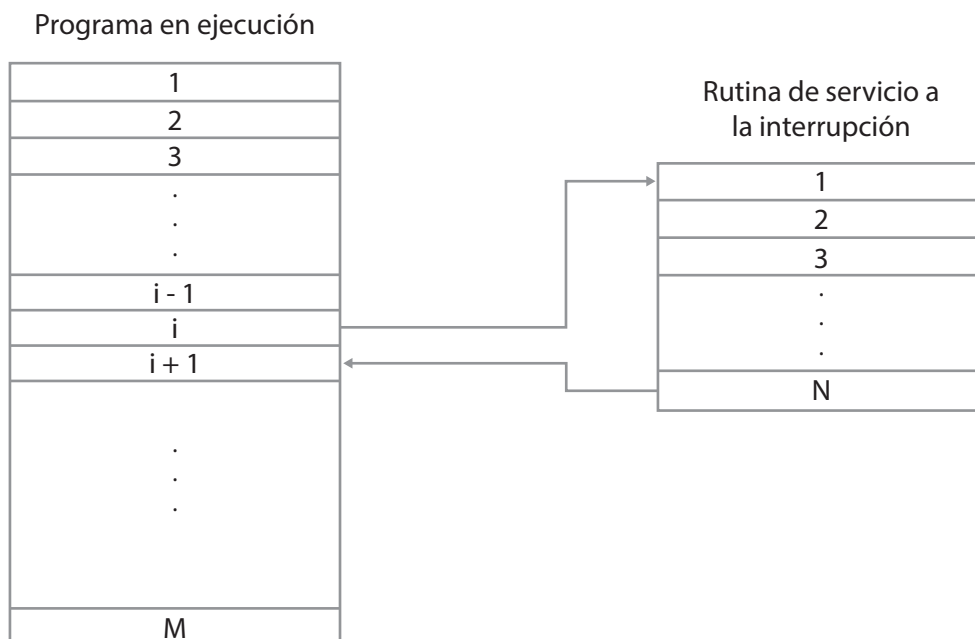 Programa en ejecución
1
2
3
.
.
.
i - 1
i
i + 1
.
.
.
M
Rutina de servicio a
la interrupción
1
2
3
.
.
.
N